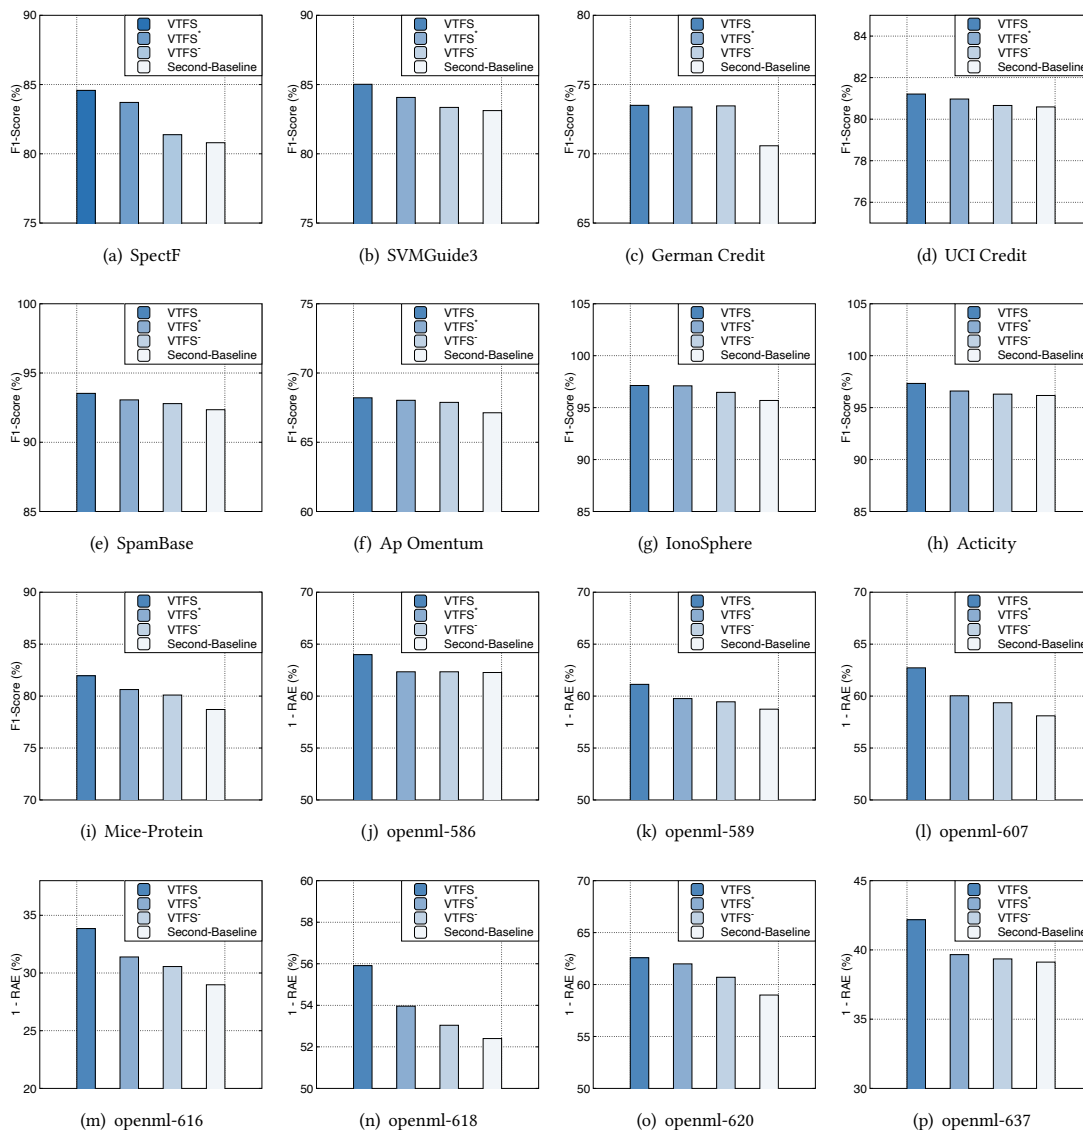 90
85
80
75
F1-Score (%)
VTFS
VTFS*
VTFS-
Second-Baseline
(a) SpectF
90
85
80
75
F1-Score (%)
VTFS
VTFS*
VTFS-
Second-Baseline
(b) SVMGuide3
80
75
70
65
F1-Score (%)
VTFS
VTFS*
VTFS-
Second-Baseline
(c) German Credit
84
82
80
78
76
F1-Score (%)
VTFS
VTFS*
VTFS-
Second-Baseline
(d) UCI Credit
100
95
90
85
F1-Score (%)
VTFS
VTFS*
VTFS-
Second-Baseline
(e) SpamBase
75
70
65
60
F1-Score (%)
VTFS
VTFS*
VTFS-
Second-Baseline
(f) Ap Omentum
105
100
95
90
85
F1-Score (%)
VTFS
VTFS*
VTFS-
Second-Baseline
(g) IonoSphere
105
100
95
90
85
F1-Score (%)
VTFS
VTFS*
VTFS-
Second-Baseline
(h) Acticity
90
85
80
75
70
F1-Score (%)
VTFS
VTFS*
VTFS-
Second-Baseline
(i) Mice-Protein
70
65
60
55
50
1 - RAE (%)
VTFS
VTFS*
VTFS-
Second-Baseline
(j) openml-586
70
65
60
55
50
1 - RAE (%)
VTFS
VTFS*
VTFS-
Second-Baseline
(k) openml-589
70
65
60
55
50
1 - RAE (%)
VTFS
VTFS*
VTFS-
Second-Baseline
(l) openml-607
35
30
25
20
1 - RAE (%)
VTFS
VTFS*
VTFS-
Second-Baseline
(m) openml-616
60
58
56
54
52
50
1 - RAE (%)
VTFS
VTFS*
VTFS-
Second-Baseline
(n) openml-618
70
65
60
55
50
1 - RAE (%)
VTFS
VTFS*
VTFS-
Second-Baseline
(o) openml-620
45
40
35
30
1 - RAE (%)
VTFS
VTFS*
VTFS-
Second-Baseline
(p) openml-637